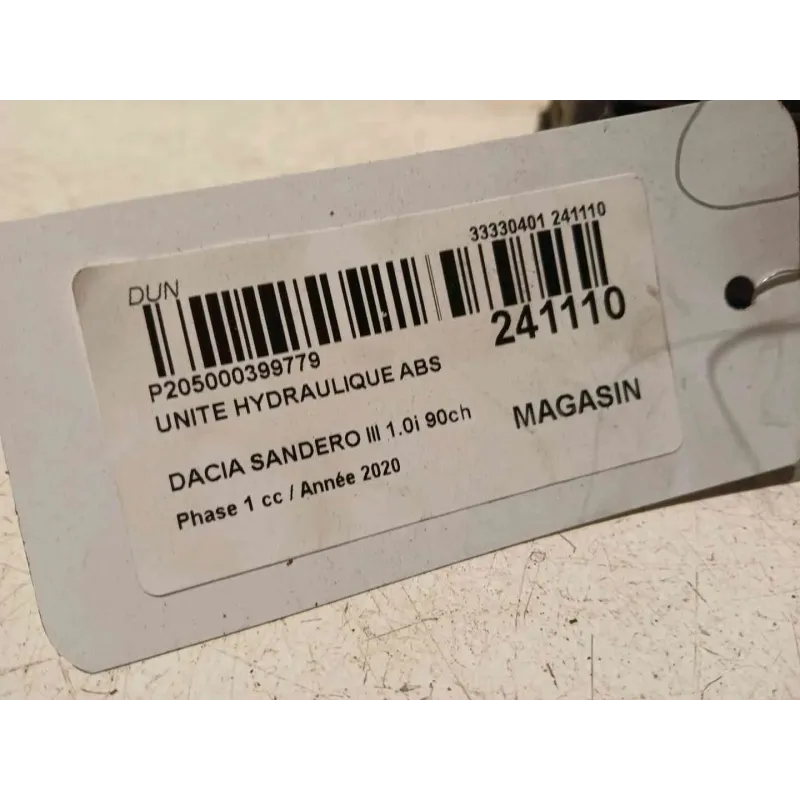 33330401 241110
DUN
241110
P205000399779
UNITE HYDRAULIQUE ABS
MAGASIN
DACIA SANDERO III 1.0i 90ch
Phase 1 cc / Année 2020